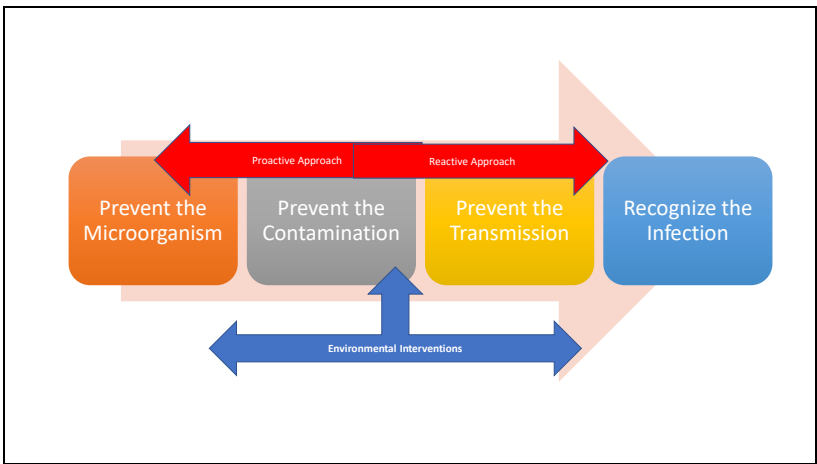 Proactive Approach
Reactive Approach
Prevent the
Microorganism
Prevent the
Contamination
Prevent the
Transmission
Recognize the
Infection
Environmental Interventions